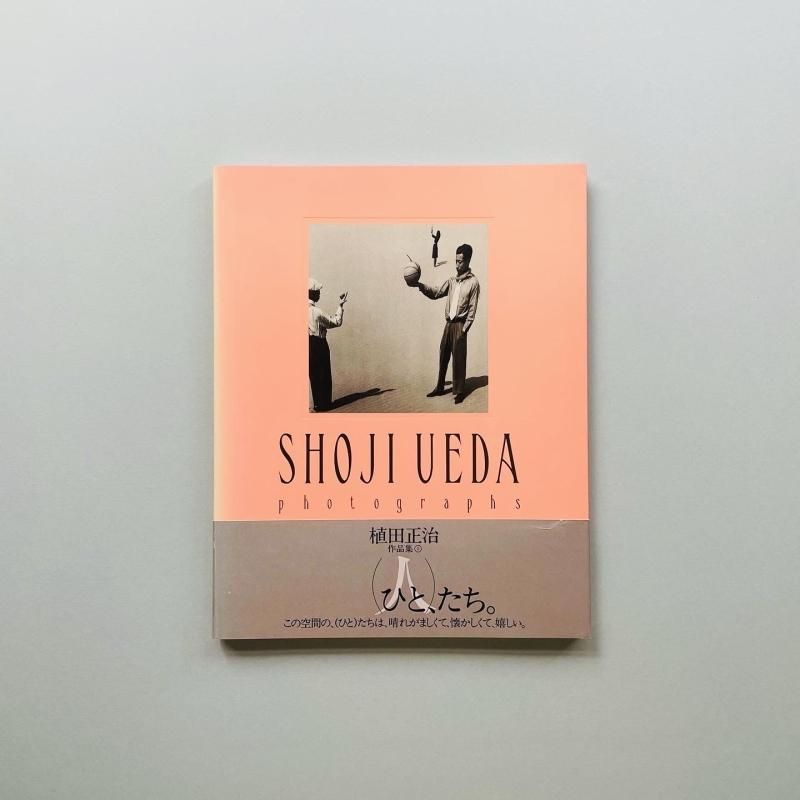 SHOJI UEDA
photographs
植田正治
作品集①
(人)
ひと、たち。
この空間の、(ひと)たちは、晴れがましくて、懐かしくて、嬉しい。